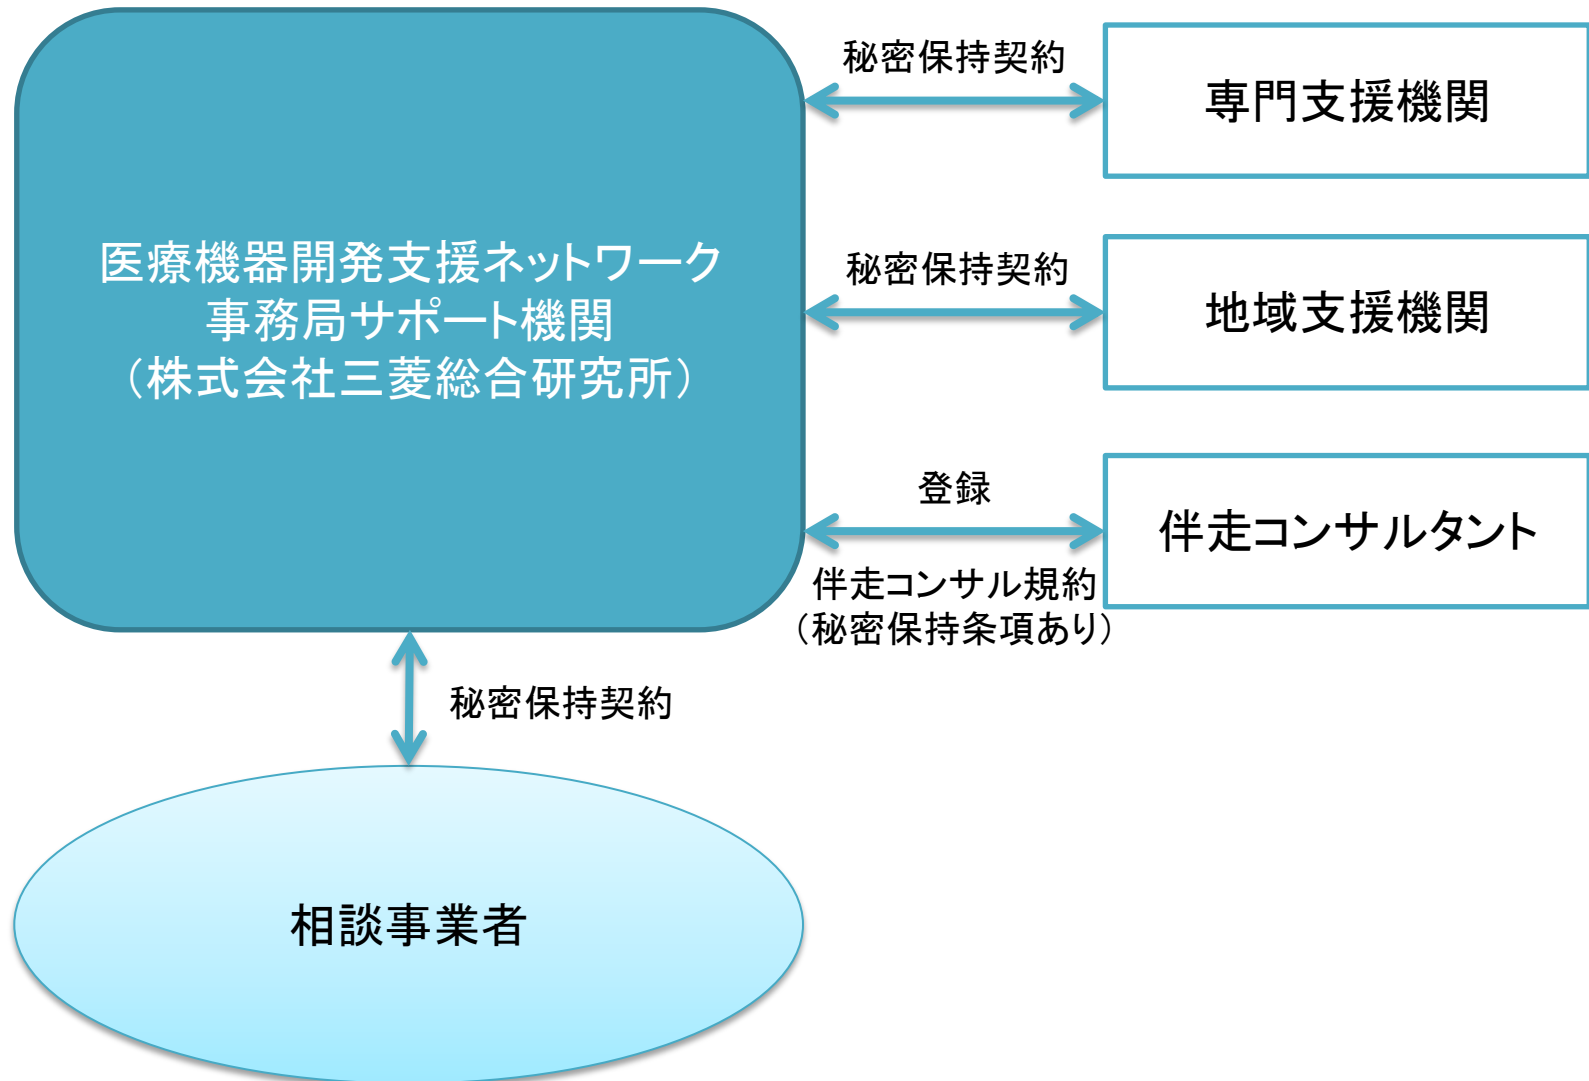 医療機器開発支援ネットワーク
事務局サポート機関
（株式会社三菱総合研究所）
秘密保持契約
専門支援機関
秘密保持契約
地域支援機関
登録
伴走コンサル規約
（秘密保持条項あり）
伴走コンサルタント
秘密保持契約
相談事業者